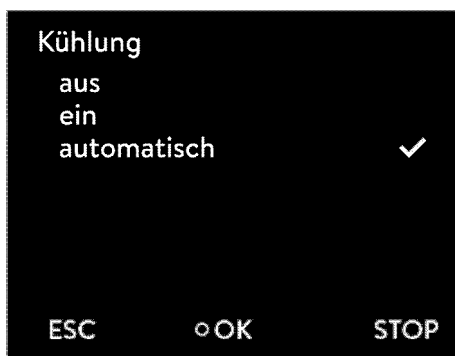 Kühlung
aus
ein
automatisch ✓
ESC ○OK STOP